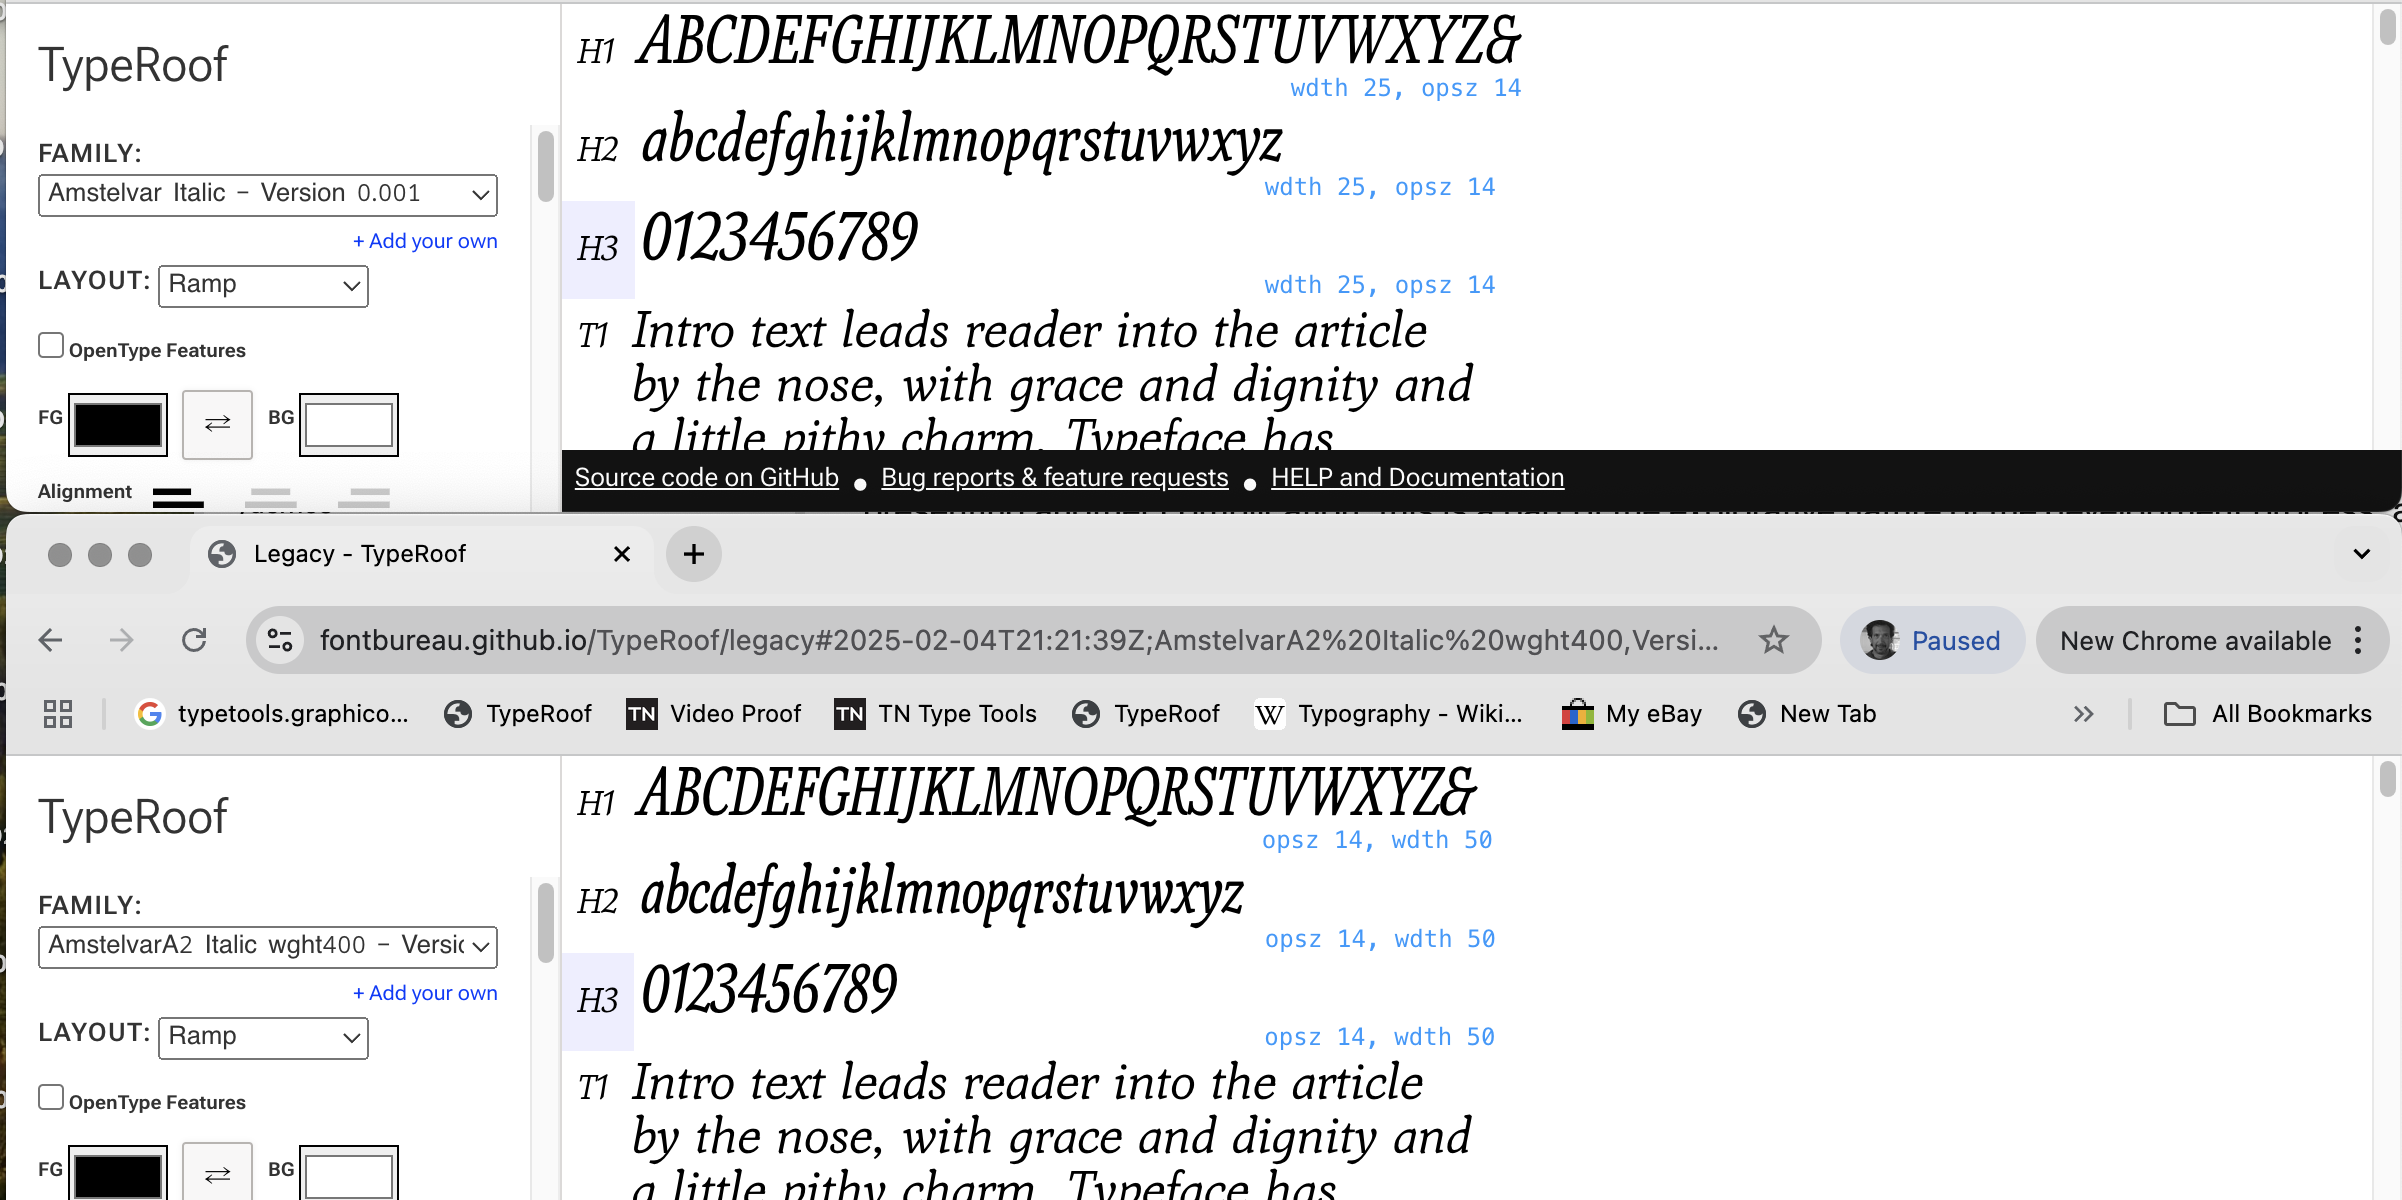 TypeRoof
FAMILY:
Amstelvar Italic – Version 0.001
+ Add your own
LAYOUT: Ramp
OpenType Features
FG
⇄
BG
Alignment
H1 ABCDEFGHIJKLMNOPQRSTUVWXYZ&
wdth 25, opsz 14
H2 abcdefghijklmnopqrstuvwxyz
wdth 25, opsz 14
H3 0123456789
wdth 25, opsz 14
T1 Intro text leads reader into the article
by the nose, with grace and dignity and
a little pithy charm. Typeface has
Source code on GitHub ● Bug reports & feature requests ● HELP and Documentation
Legacy - TypeRoof
fontbureau.github.io/TypeRoof/legacy#2025-02-04T21:21:39Z;AmstelvarA2%20Italic%20wght400,Versi...
Paused
New Chrome available
typetools.graphico...
TypeRoof
TN Video Proof
TN TN Type Tools
TypeRoof
W Typography - Wiki...
My eBay
New Tab
All Bookmarks
TypeRoof
FAMILY:
AmstelvarA2 Italic wght400 – Versic
+ Add your own
LAYOUT: Ramp
OpenType Features
FG
⇄
BG
H1 ABCDEFGHIJKLMNOPQRSTUVWXYZ&
opsz 14, wdth 50
H2 abcdefghijklmnopqrstuvwxyz
opsz 14, wdth 50
H3 0123456789
opsz 14, wdth 50
T1 Intro text leads reader into the article
by the nose, with grace and dignity and
a little pithy charm. Typeface has